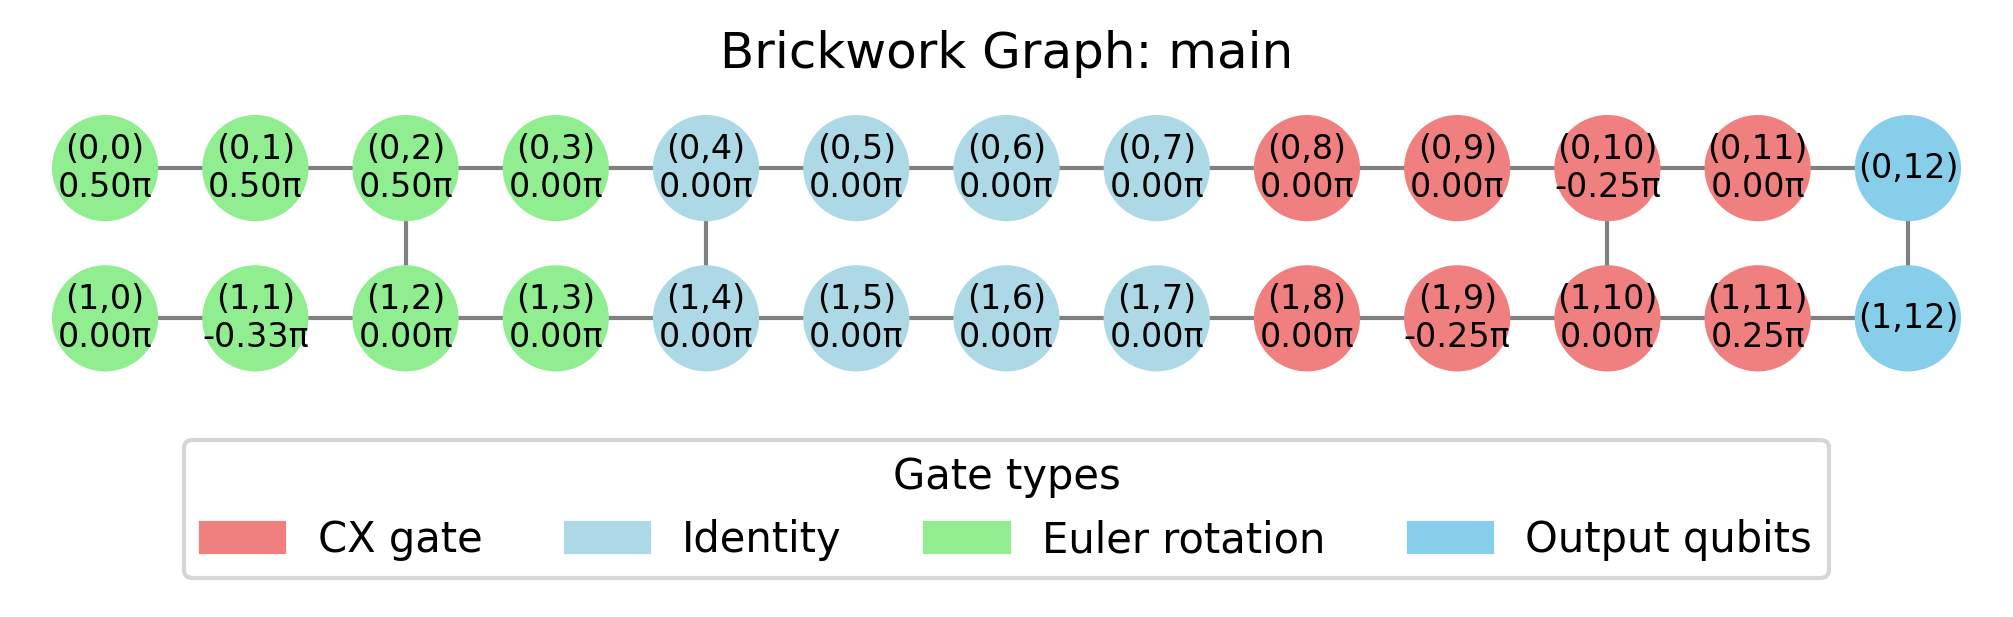 Brickwork Graph: main
(0,0) (0,1) (0,2) (0,3) (0,4) (0,5) (0,6) (0,7) (0,8) (0,9) (0,10) (0,11) (0,12)
0.50π 0.50π 0.50π 0.00π 0.00π 0.00π 0.00π 0.00π 0.00π 0.00π -0.25π 0.00π
(1,0) (1,1) (1,2) (1,3) (1,4) (1,5) (1,6) (1,7) (1,8) (1,9) (1,10) (1,11) (1,12)
0.00π -0.33π 0.00π 0.00π 0.00π 0.00π 0.00π 0.00π 0.00π -0.25π 0.00π 0.25π
Gate types
CX gate Identity Euler rotation Output qubits